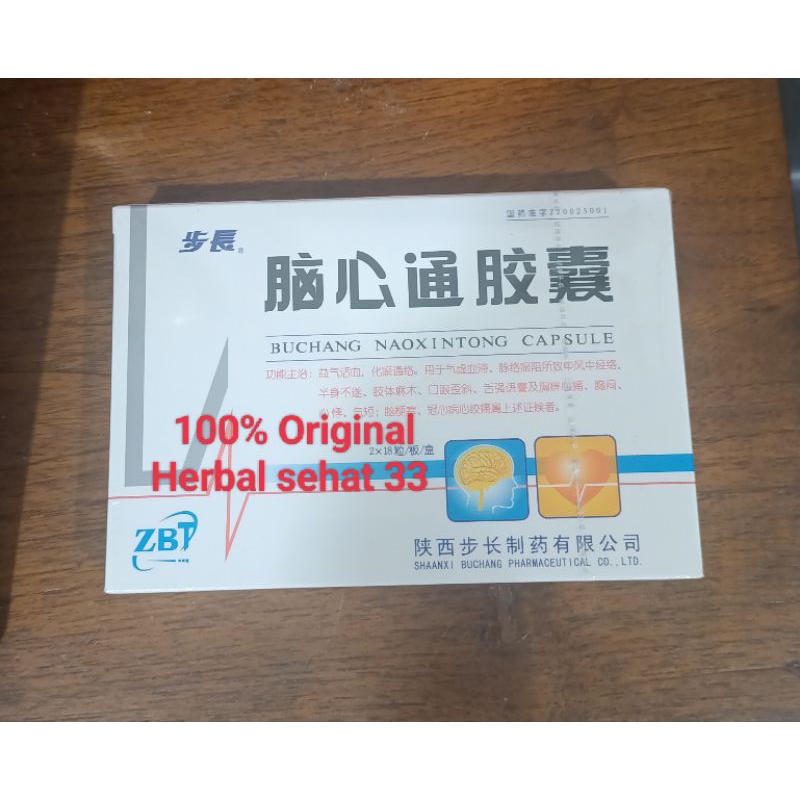 国药准字Z20025001
步長
脑心通胶囊
BUCHANG NAOXINTONG CAPSULE
功能主治：益气活血、化瘀通络。用于气虚血滞、脉络瘀阻所致中风中经络、
半身不遂、肢体麻木、口眼歪斜、舌强语謇及胸痹心痛、胸闷、
心悸、气短；脑梗塞、冠心病心绞痛属上述证候者。
100% Original
2×18粒/板/盒
Herbal sehat 33
ZBT
陕西步长制药有限公司
SHAANXI BUCHANG PHARMACEUTICAL CO.,LTD.